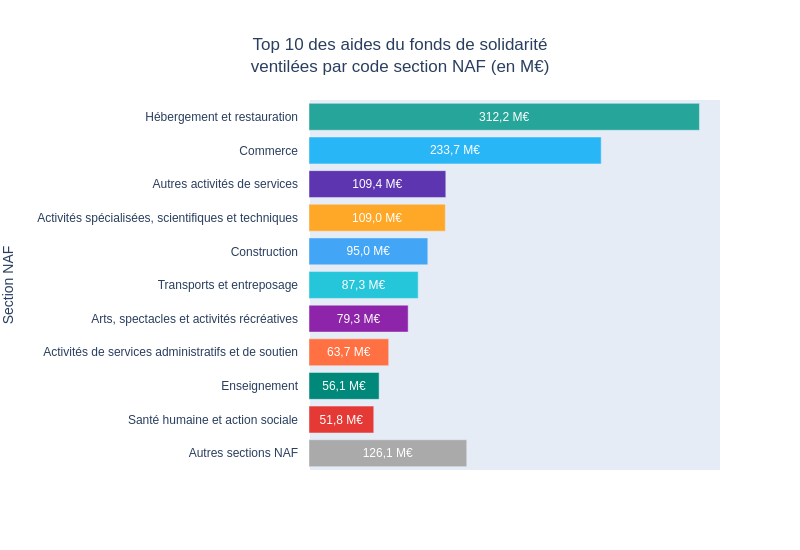 Top 10 des aides du fonds de solidarité
ventilées par code section NAF (en M€)
Section NAF
Hébergement et restauration 312,2 M€
Commerce 233,7 M€
Autres activités de services 109,4 M€
Activités spécialisées, scientifiques et techniques 109,0 M€
Construction 95,0 M€
Transports et entreposage 87,3 M€
Arts, spectacles et activités récréatives 79,3 M€
Activités de services administratifs et de soutien 63,7 M€
Enseignement 56,1 M€
Santé humaine et action sociale 51,8 M€
Autres sections NAF 126,1 M€